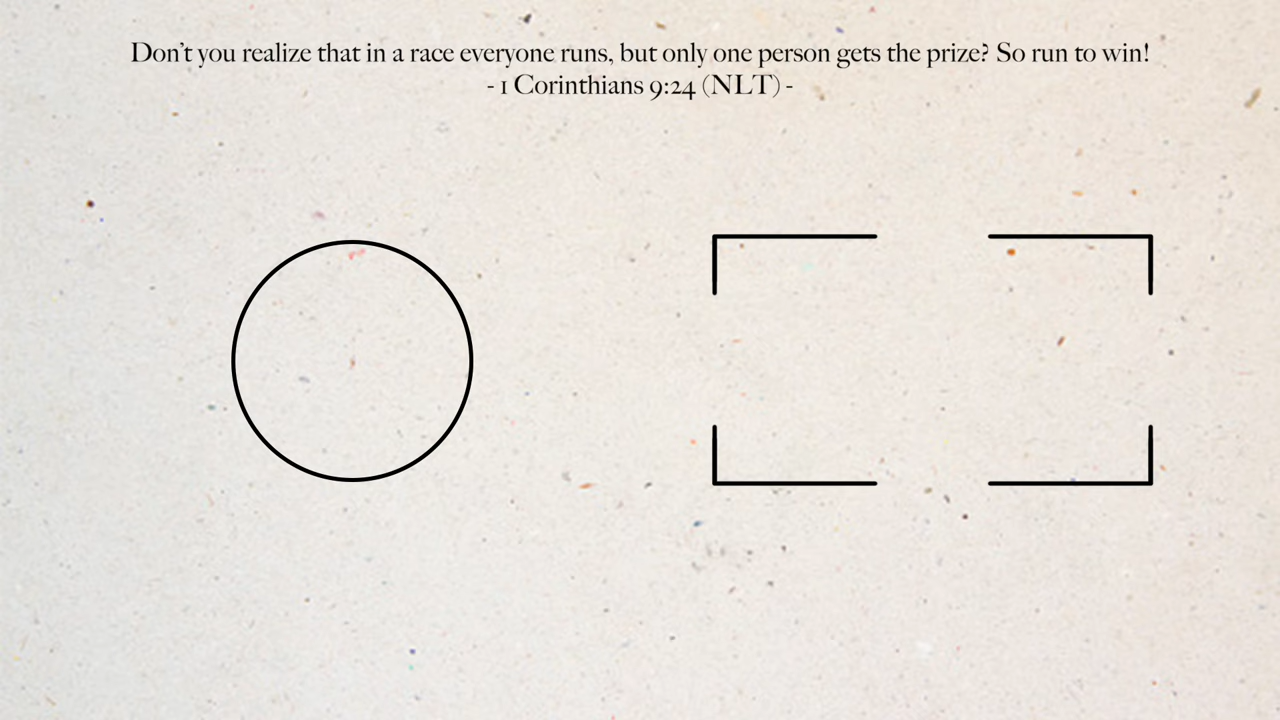 Don't you realize that in a race everyone runs, but only one person gets the prize? So run to win!
- 1 Corinthians 9:24 (NLT) -